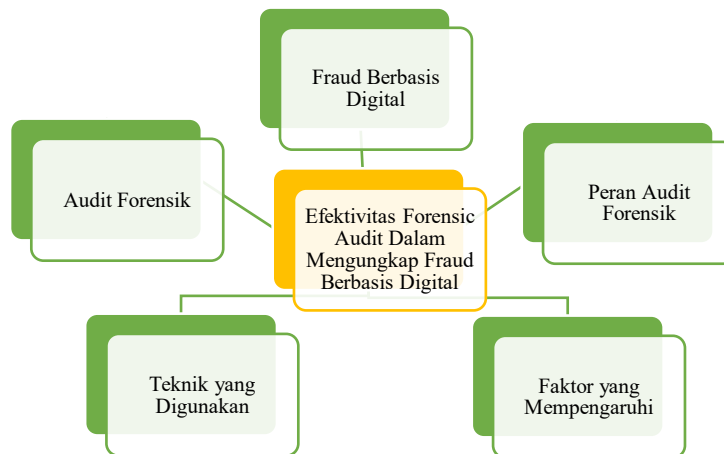 Fraud Berbasis
Digital
Audit Forensik
Peran Audit
Forensik
Efektivitas Forensic
Audit Dalam
Mengungkap Fraud
Berbasis Digital
Teknik yang
Digunakan
Faktor yang
Mempengaruhi